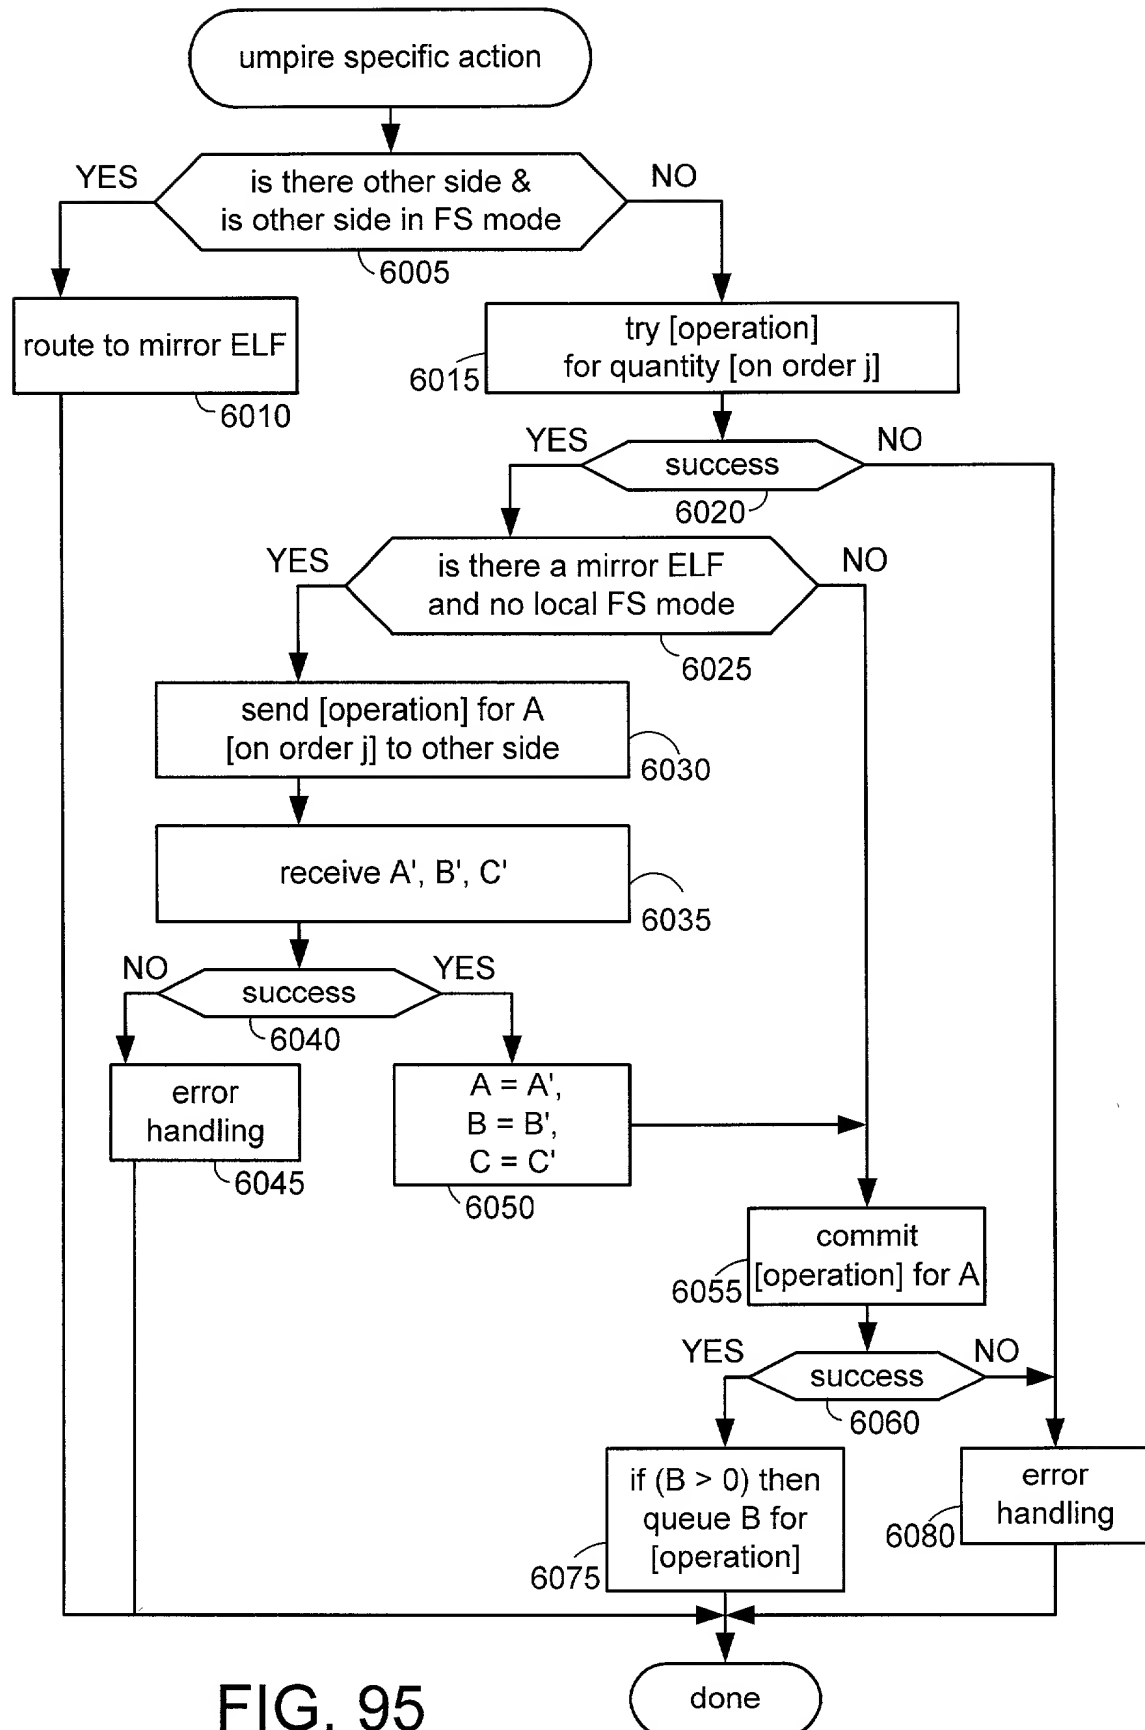 umpire specific action
YES
is there other side &
is other side in FS mode
NO
6005
route to mirror ELF
6010
try [operation]
for quantity [on order j]
6015
YES
success
NO
6020
YES
is there a mirror ELF
and no local FS mode
NO
6025
send [operation] for A
[on order j] to other side
6030
receive A', B', C'
6035
NO
success
YES
6040
error
handling
6045
A = A',
B = B',
C = C'
6050
commit
[operation] for A
6055
YES
success
NO
6060
if (B > 0) then
queue B for
[operation]
6075
error
handling
6080
done
FIG. 95